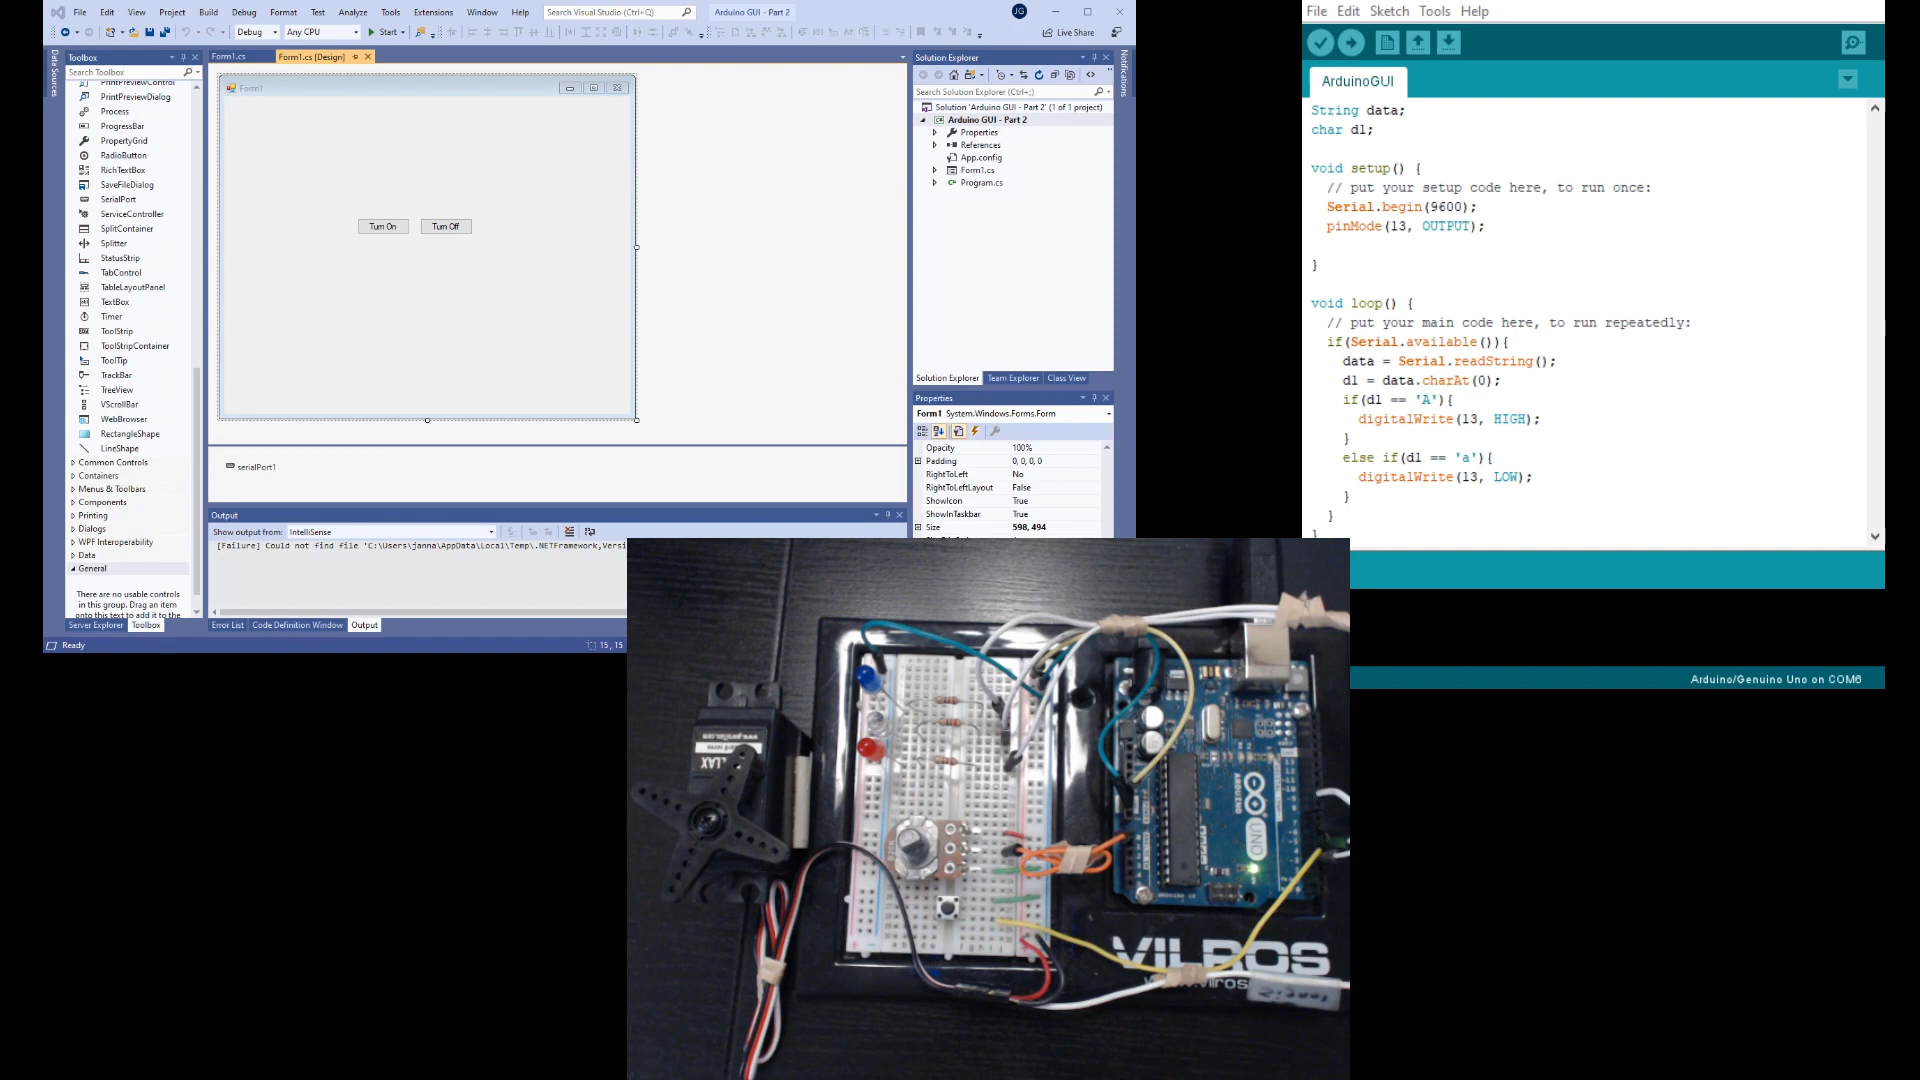 File Edit View Project Build Debug Format Test Analyze Tools Extensions Window Help Search Visual Studio (Ctrl+Q) Arduino GUI - Part 2 JG
Debug Any CPU Start Live Share
Data Sources
Toolbox
Search Toolbox
PrintPreviewControl
PrintPreviewDialog
Process
ProgressBar
PropertyGrid
RadioButton
RichTextBox
SaveFileDialog
SerialPort
ServiceController
SplitContainer
Splitter
StatusStrip
TabControl
TableLayoutPanel
TextBox
Timer
ToolStrip
ToolStripContainer
ToolTip
TrackBar
TreeView
VScrollBar
WebBrowser
RectangleShape
LineShape
Common Controls
Containers
Menus & Toolbars
Components
Printing
Dialogs
WPF Interoperability
Data
General
There are no usable controls
in this group. Drag an item
onto this text to add it to the
Server Explorer Toolbox
Form1.cs Form1.cs [Design]
Form1
Turn On Turn Off
serialPort1
Output
Show output from: IntelliSense
[Failure] Could not find file 'C:\Users\janna\AppData\Local\Temp\.NETFramework,Versi
Error List Code Definition Window Output
Ready 15 , 15
Solution Explorer
Search Solution Explorer (Ctrl+;)
Solution 'Arduino GUI - Part 2' (1 of 1 project)
Arduino GUI - Part 2
Properties
References
App.config
Form1.cs
Program.cs
Solution Explorer Team Explorer Class View
Properties
Form1 System.Windows.Forms.Form
Opacity 100%
Padding 0, 0, 0, 0
RightToLeft No
RightToLeftLayout False
ShowIcon True
ShowInTaskbar True
Size 598, 494
Notifications
File Edit Sketch Tools Help
ArduinoGUI
String data;
char dl;
void setup() {
// put your setup code here, to run once:
Serial.begin(9600);
pinMode(13, OUTPUT);
}
void loop() {
// put your main code here, to run repeatedly:
if(Serial.available()){
data = Serial.readString();
dl = data.charAt(0);
if(dl == 'A'){
digitalWrite(13, HIGH);
}
else if(dl == 'a'){
digitalWrite(13, LOW);
}
}
}
Arduino/Genuino Uno on COM6
www.parallax.com
LLAX
ARDUINO
UNO
VILROS